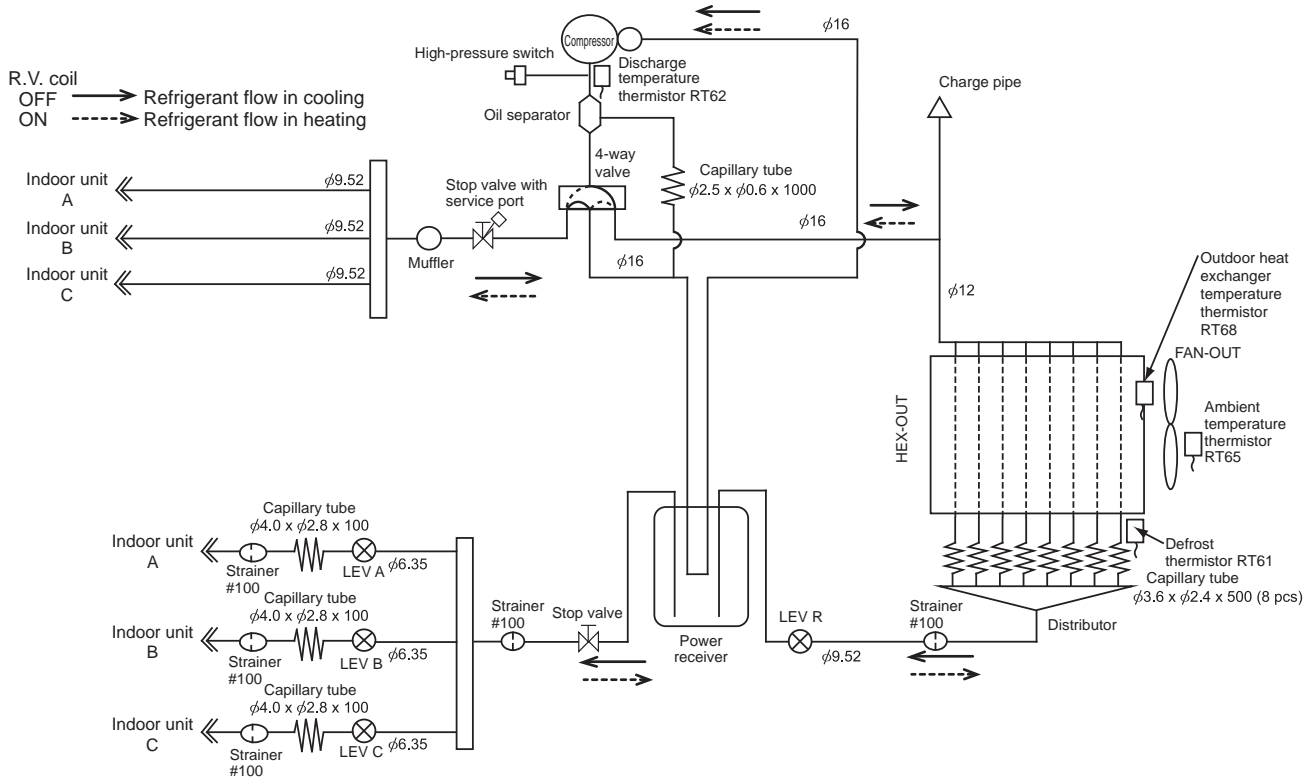 R.V. coil
OFF Refrigerant flow in cooling
ON Refrigerant flow in heating
High-pressure switch
Compressor
Discharge
temperature
thermistor RT62
Oil separator
4-way
valve
Capillary tube
ϕ2.5 x ϕ0.6 x 1000
ϕ16
Charge pipe
Indoor unit
A
ϕ9.52
Indoor unit
B
ϕ9.52
Indoor unit
C
ϕ9.52
Muffler
Stop valve with
service port
ϕ16
ϕ16
ϕ12
Outdoor heat
exchanger
temperature
thermistor
RT68
FAN-OUT
HEX-OUT
Ambient
temperature
thermistor
RT65
Defrost
thermistor RT61
Capillary tube
ϕ3.6 x ϕ2.4 x 500 (8 pcs)
Distributor
Strainer
#100
LEV R
ϕ9.52
Power
receiver
Stop valve
Strainer
#100
Capillary tube
ϕ4.0 x ϕ2.8 x 100
Indoor unit
A
Strainer
#100
LEV A
ϕ6.35
Capillary tube
ϕ4.0 x ϕ2.8 x 100
Indoor unit
B
Strainer
#100
LEV B
ϕ6.35
Capillary tube
ϕ4.0 x ϕ2.8 x 100
Indoor unit
C
Strainer
#100
LEV C
ϕ6.35